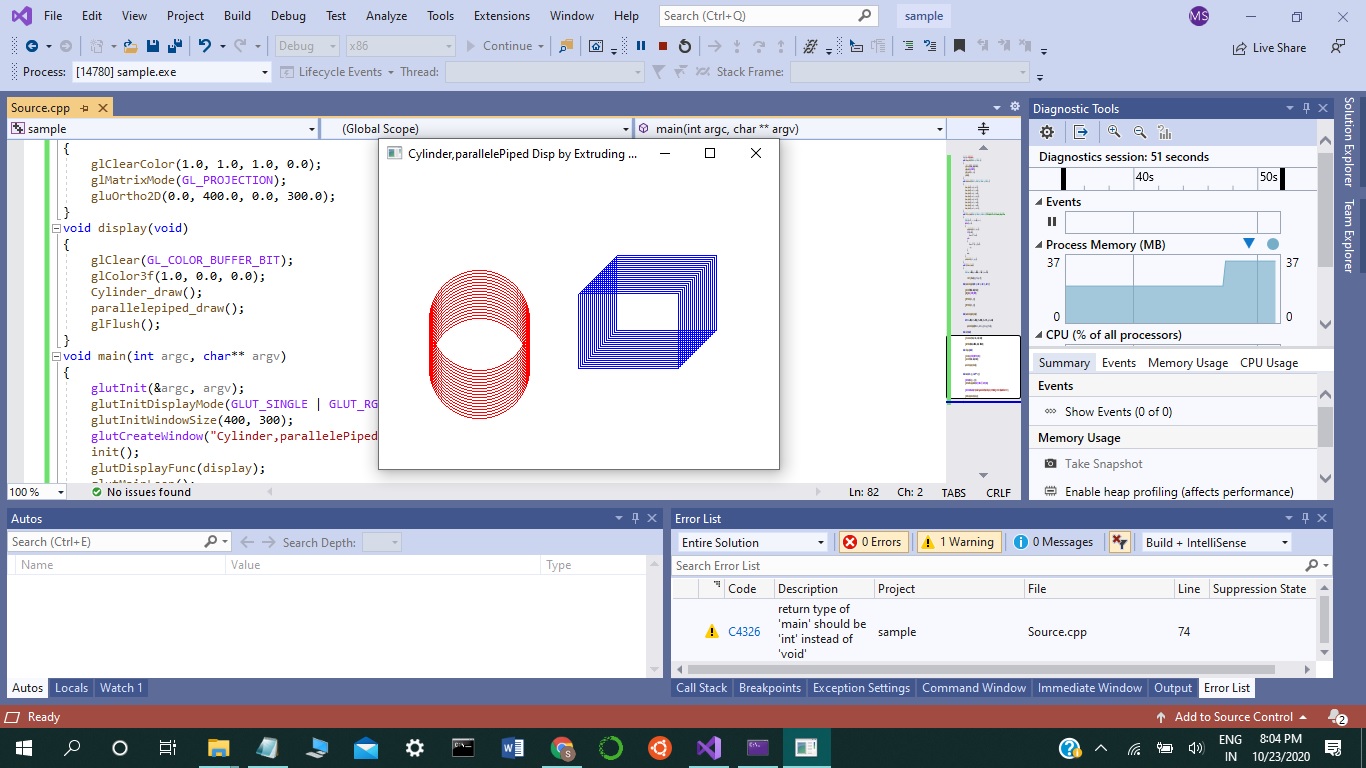 File Edit View Project Build Debug Test Analyze Tools Extensions Window Help Search (Ctrl+Q) sample MS
Debug x86 Continue Live Share
Process: [14780] sample.exe Lifecycle Events Thread: Stack Frame:
Source.cpp
sample (Global Scope) main(int argc, char ** argv)
{
glClearColor(1.0, 1.0, 1.0, 0.0);
glMatrixMode(GL_PROJECTION);
gluOrtho2D(0.0, 400.0, 0.0, 300.0);
}
void display(void)
{
glClear(GL_COLOR_BUFFER_BIT);
glColor3f(1.0, 0.0, 0.0);
Cylinder_draw();
parallelepiped_draw();
glFlush();
}
void main(int argc, char** argv)
{
glutInit(&argc, argv);
glutInitDisplayMode(GLUT_SINGLE | GLUT_RG
glutInitWindowSize(400, 300);
glutCreateWindow("Cylinder,parallelePiped
init();
glutDisplayFunc(display);
glutMainLoop();
Cylinder,parallelePiped Disp by Extruding ...
100 % No issues found Ln: 82 Ch: 2 TABS CRLF
Diagnostic Tools
Diagnostics session: 51 seconds
40s 50s
Events
Process Memory (MB)
37 37
0 0
CPU (% of all processors)
Summary Events Memory Usage CPU Usage
Events
Show Events (0 of 0)
Memory Usage
Take Snapshot
Enable heap profiling (affects performance)
Solution Explorer
Team Explorer
Autos
Search (Ctrl+E) Search Depth:
Name Value Type
Autos Locals Watch 1
Error List
Entire Solution 0 Errors 1 Warning 0 Messages Build + IntelliSense
Search Error List
Code Description Project File Line Suppression State
C4326 return type of 'main' should be 'int' instead of 'void' sample Source.cpp 74
Call Stack Breakpoints Exception Settings Command Window Immediate Window Output Error List
Ready Add to Source Control 2
ENG 8:04 PM
IN 10/23/2020